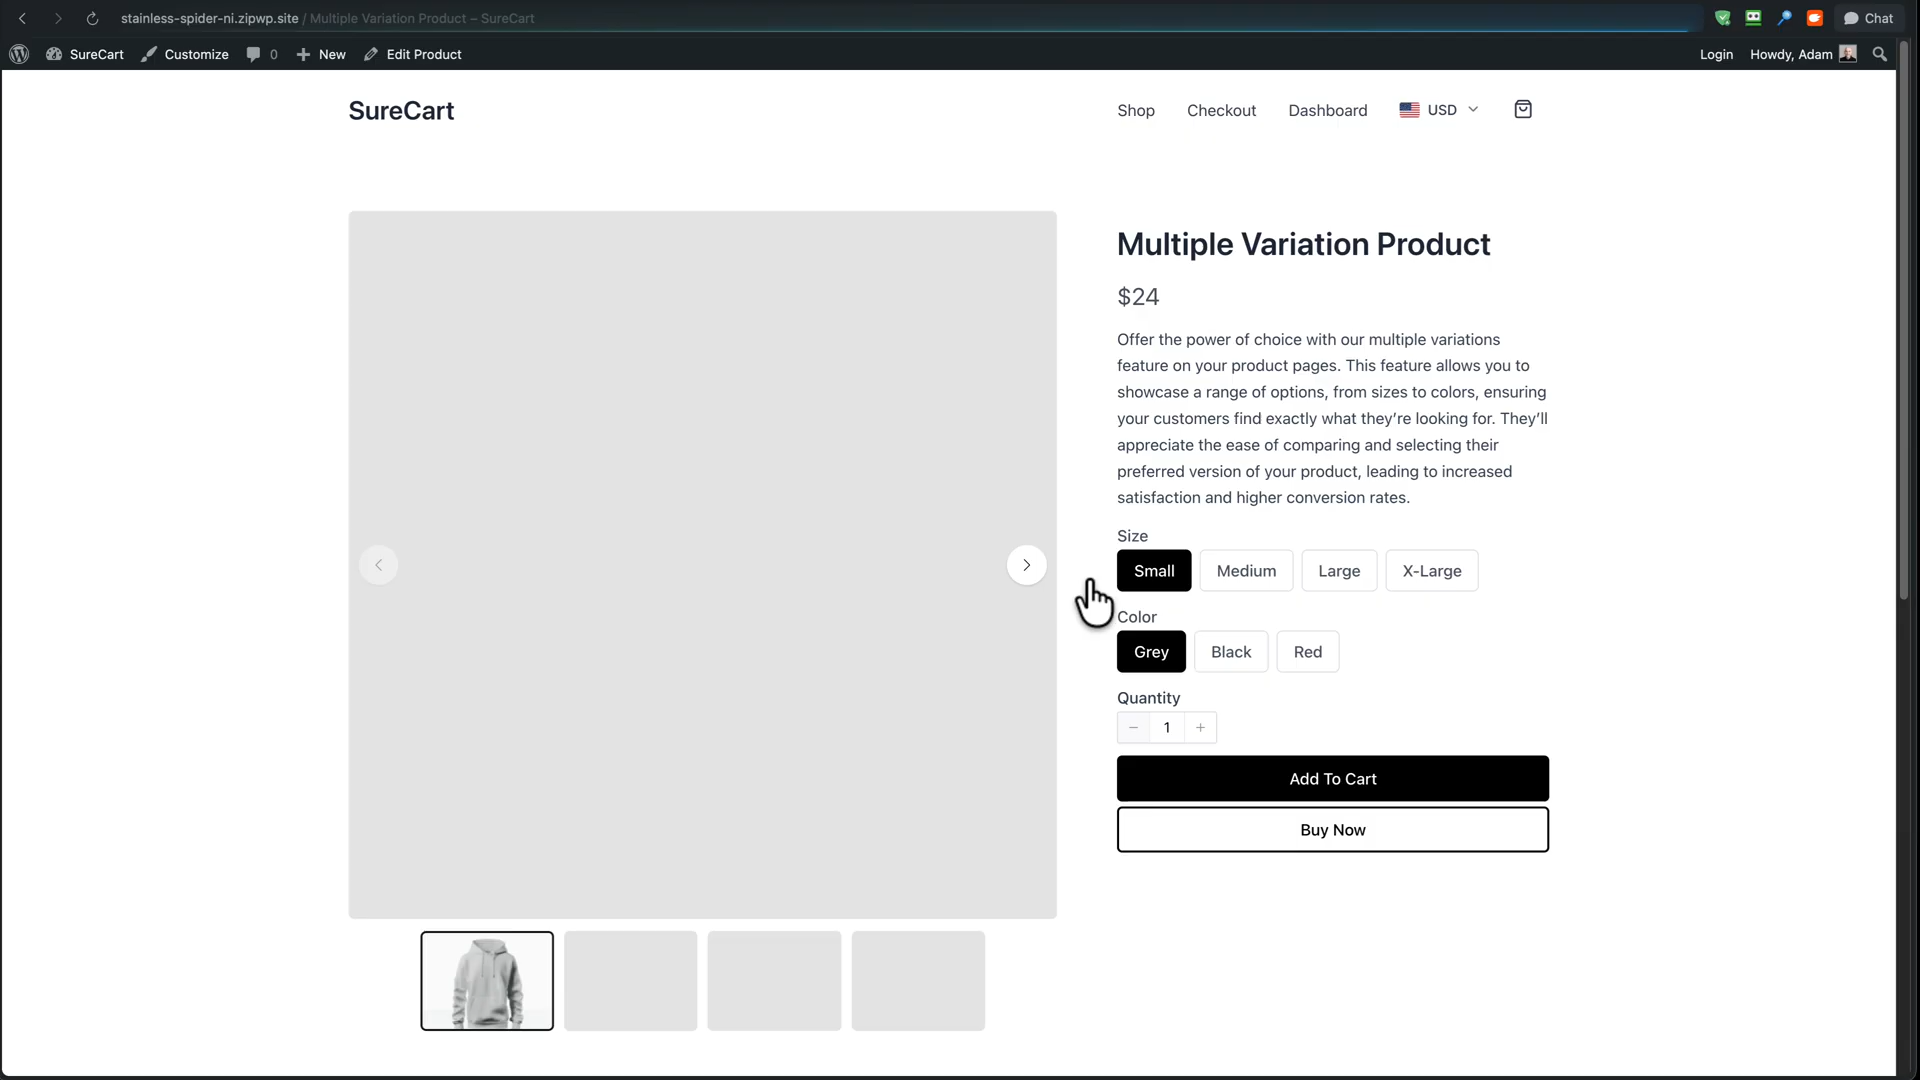 stainless-spider-ni.zipwp.site / Multiple Variation Product – SureCart
Chat
SureCart
Customize
0
New
Edit Product
Login
Howdy, Adam
SureCart
Shop
Checkout
Dashboard
USD
Multiple Variation Product
$24
Offer the power of choice with our multiple variations
feature on your product pages. This feature allows you to
showcase a range of options, from sizes to colors, ensuring
your customers find exactly what they’re looking for. They’ll
appreciate the ease of comparing and selecting their
preferred version of your product, leading to increased
satisfaction and higher conversion rates.
Size
Small
Medium
Large
X-Large
Color
Grey
Black
Red
Quantity
− 1 +
Add To Cart
Buy Now